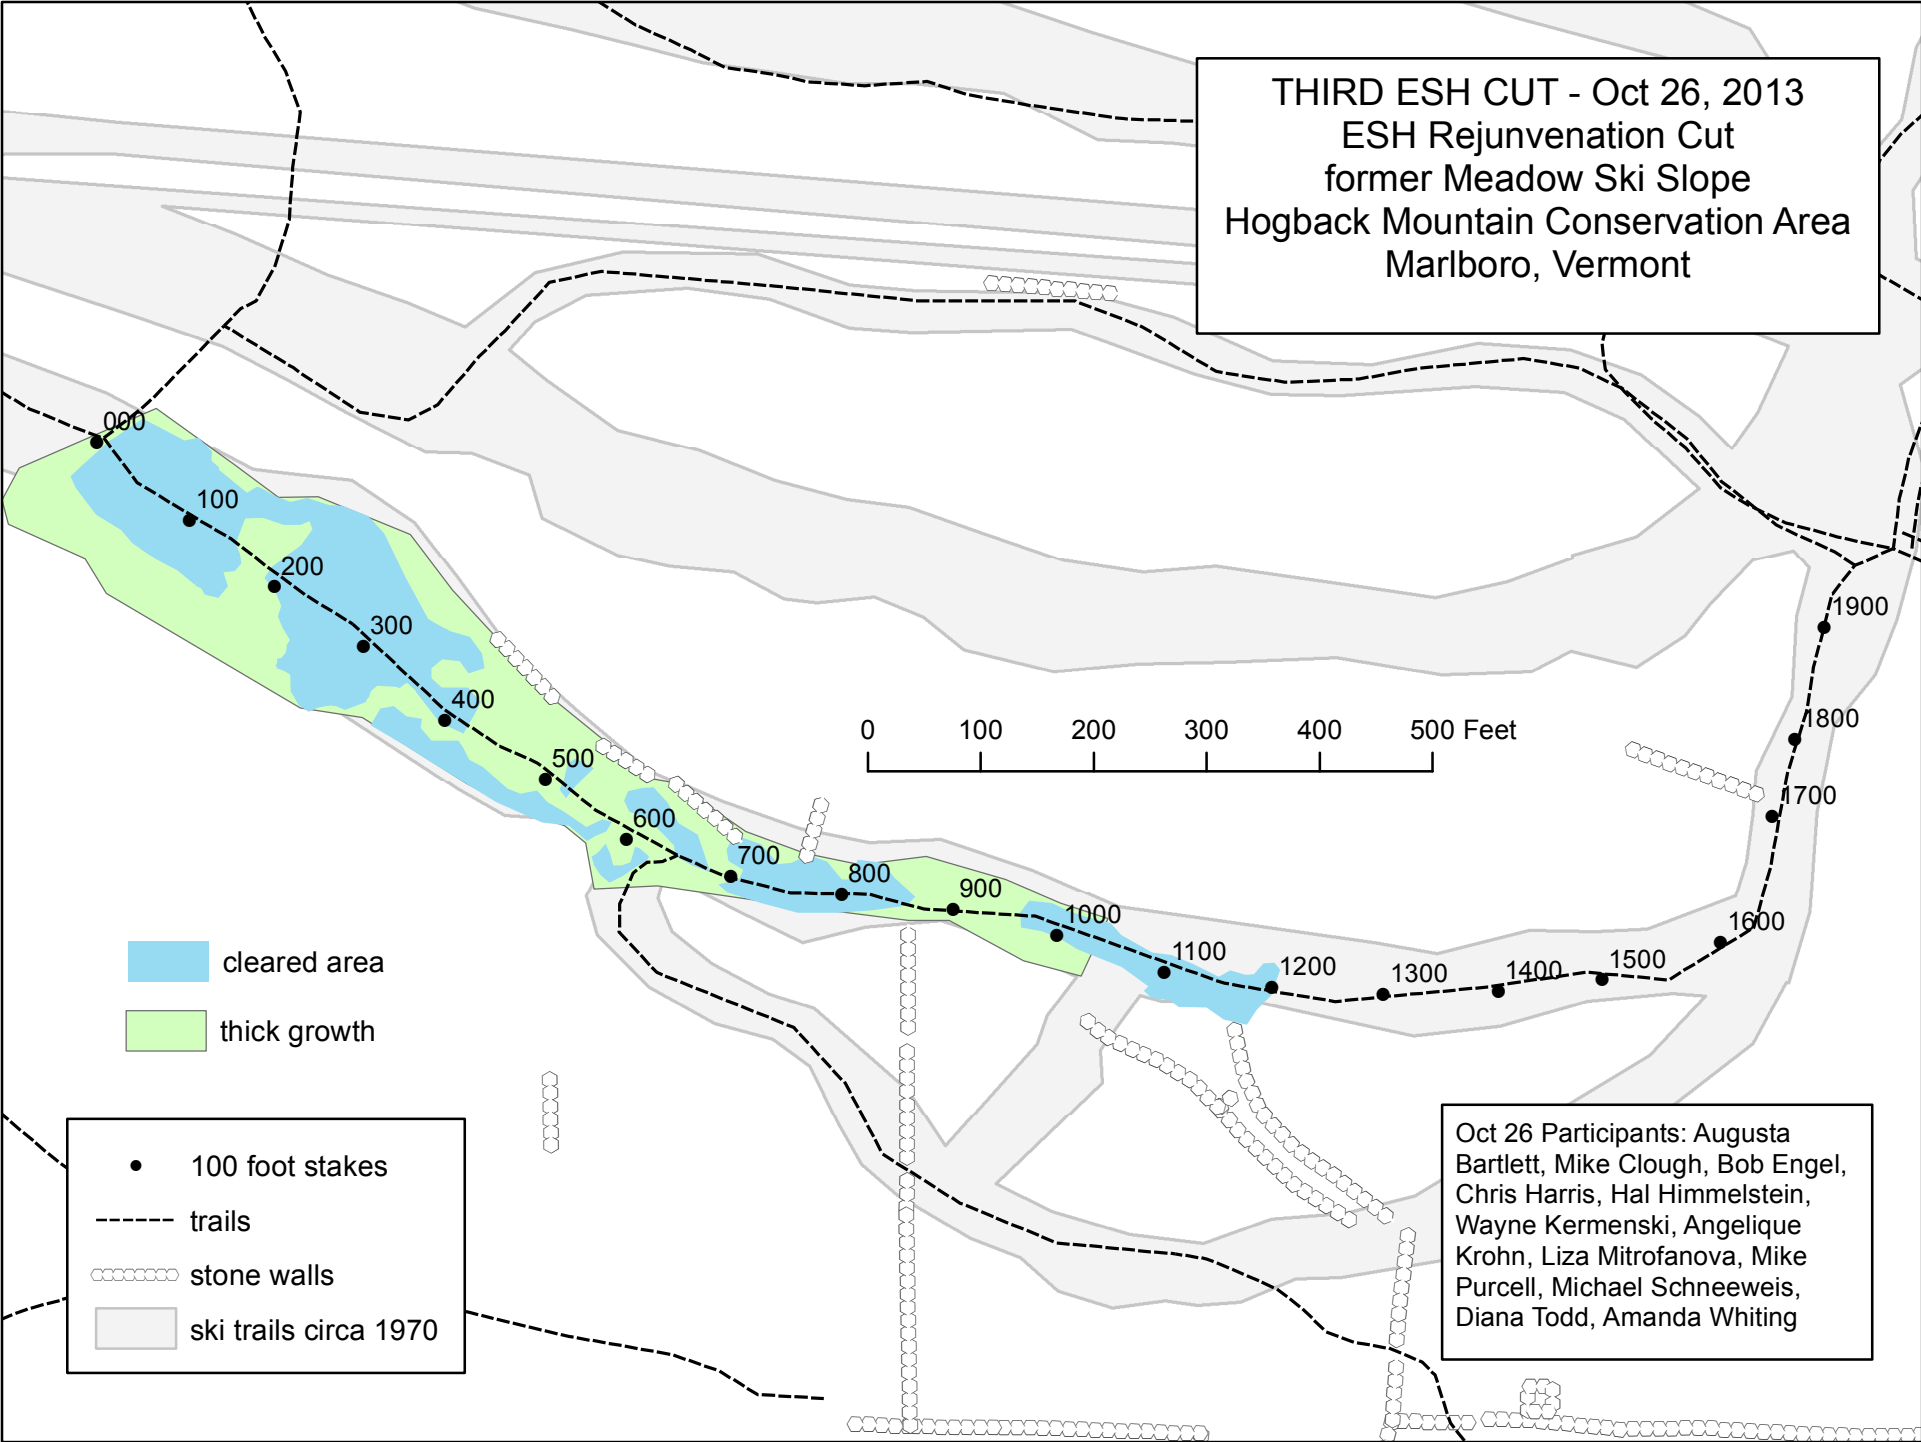 THIRD ESH CUT - Oct 26, 2013
ESH Rejunvenation Cut
former Meadow Ski Slope
Hogback Mountain Conservation Area
Marlboro, Vermont
000
100
200
300
400
500
600
700
800
900
1000
1100
1200
1300
1400
1500
1600
1700
1800
1900
0 100 200 300 400 500 Feet
cleared area
thick growth
100 foot stakes
trails
stone walls
ski trails circa 1970
Oct 26 Participants: Augusta
Bartlett, Mike Clough, Bob Engel,
Chris Harris, Hal Himmelstein,
Wayne Kermenski, Angelique
Krohn, Liza Mitrofanova, Mike
Purcell, Michael Schneeweis,
Diana Todd, Amanda Whiting